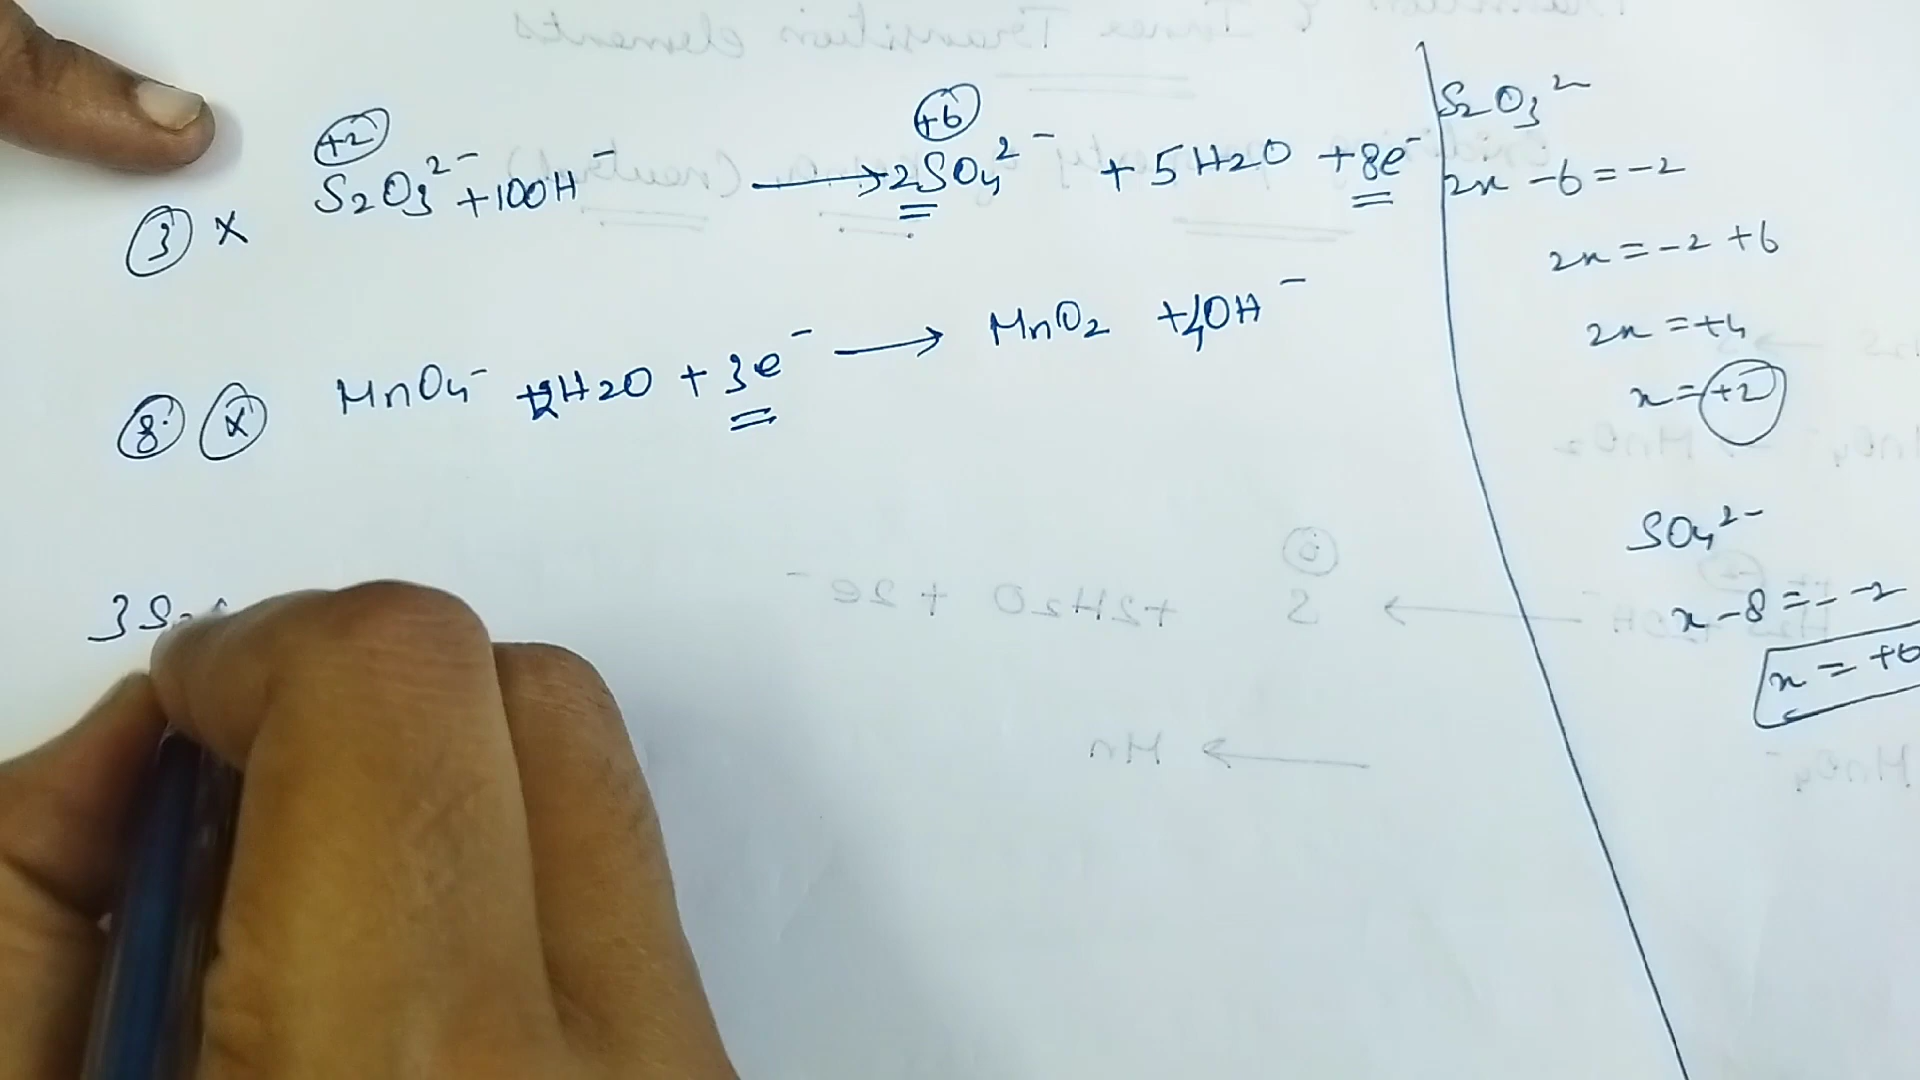 +2
+6
③ × S₂O₃²⁻ + 10OH⁻ ⟶ 2SO₄²⁻ + 5H₂O + 8e⁻
⑧ × MnO₄⁻ + 2H₂O + 3e⁻ ⟶ MnO₂ + 4OH⁻
3S₂
S₂O₃²⁻
2x - 6 = -2
2x = -2 + 6
2x = +4
x = +2
SO₄²⁻
x - 8 = -2
x = +6